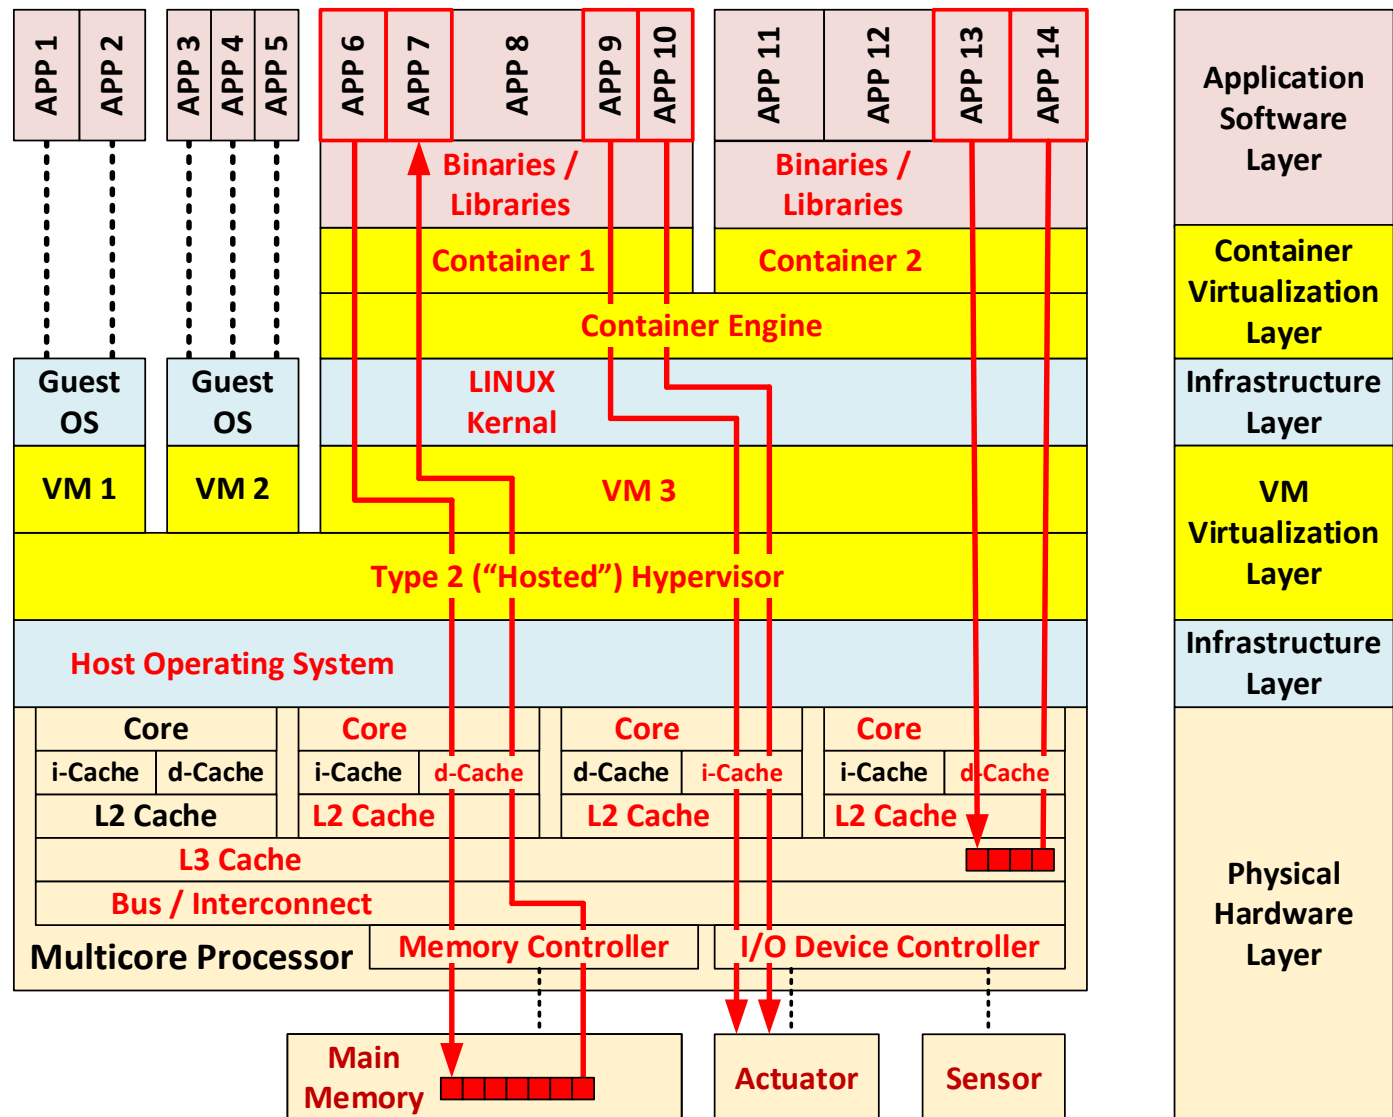 APP 1
APP 2
APP 3
APP 4
APP 5
APP 6
APP 7
APP 8
APP 9
APP 10
APP 11
APP 12
APP 13
APP 14
Application
Software
Layer
Binaries /
Libraries
Binaries /
Libraries
Container 1
Container 2
Container
Virtualization
Layer
Container Engine
Guest
OS
Guest
OS
LINUX
Kernal
Infrastructure
Layer
VM 1
VM 2
VM 3
VM
Virtualization
Layer
Type 2 (“Hosted”) Hypervisor
Host Operating System
Infrastructure
Layer
Core
Core
Core
Core
i-Cache
d-Cache
i-Cache
d-Cache
d-Cache
i-Cache
i-Cache
d-Cache
L2 Cache
L2 Cache
L2 Cache
L2 Cache
L3 Cache
Bus / Interconnect
Multicore Processor
Memory Controller
I/O Device Controller
Physical
Hardware
Layer
Main
Memory
Actuator
Sensor